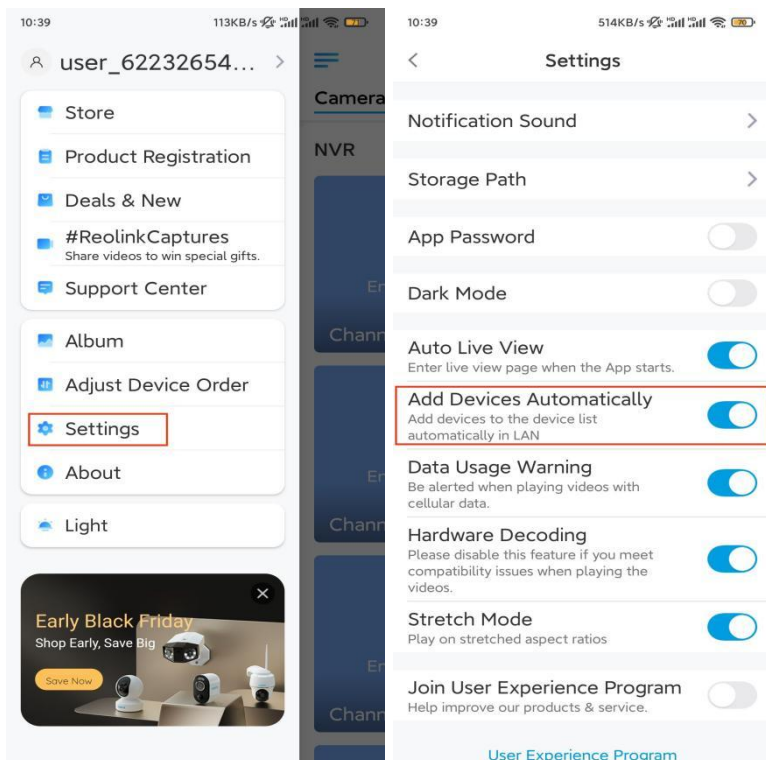 10:39
113KB/s
71
user_62232654...
Store
Product Registration
Deals & New
#ReolinkCaptures
Share videos to win special gifts.
Support Center
Album
Adjust Device Order
Settings
About
Light
Early Black Friday
Shop Early, Save Big
Save Now
Camera
NVR
Er
Chann
Er
Chann
Er
Chann
10:39
514KB/s
70
Settings
Notification Sound
Storage Path
App Password
Dark Mode
Auto Live View
Enter live view page when the App starts.
Add Devices Automatically
Add devices to the device list
automatically in LAN
Data Usage Warning
Be alerted when playing videos with
cellular data.
Hardware Decoding
Please disable this feature if you meet
compatibility issues when playing the
videos.
Stretch Mode
Play on stretched aspect ratios
Join User Experience Program
Help improve our products & service.
User Experience Program